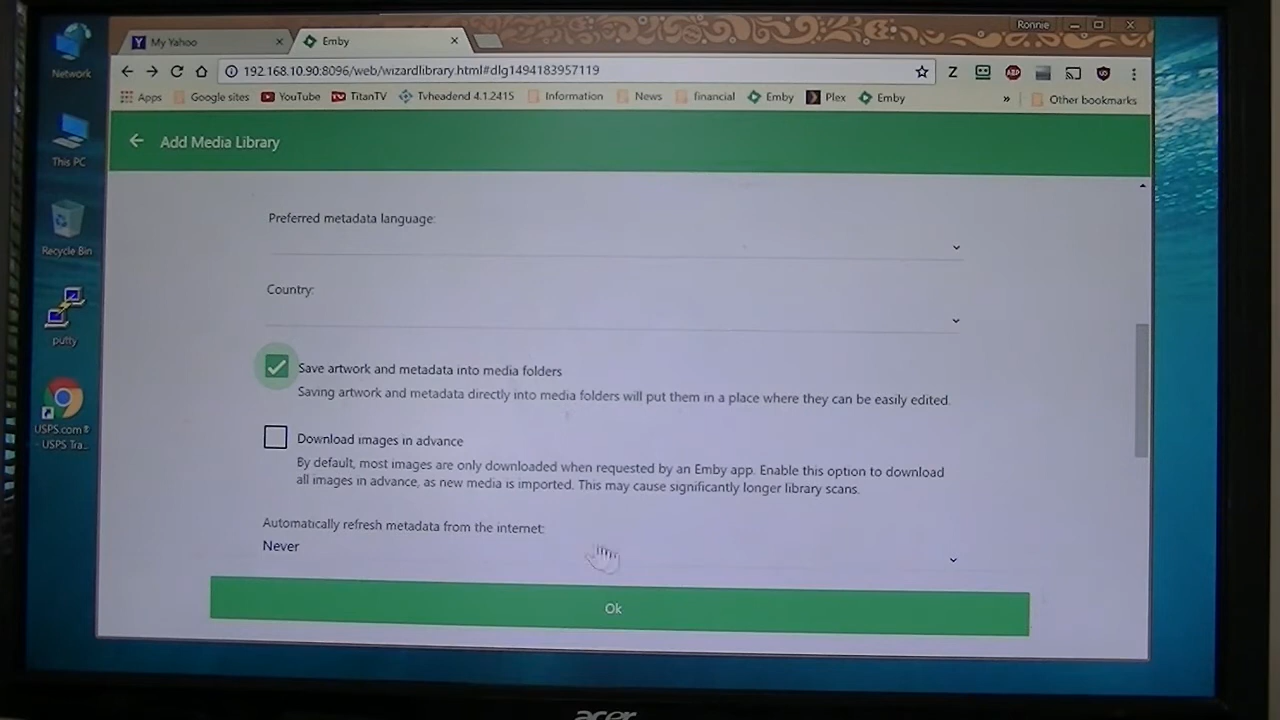 Network
This PC
Recycle Bin
putty
USPS.com®
- USPS Tra...
Ronnie
My Yahoo
Emby
192.168.10.90:8096/web/wizardlibrary.html#dlg1494183957119
Z
ABP
Apps
Google sites
YouTube
TV TitanTV
Tvheadend 4.1.2415
Information
News
financial
Emby
Plex
Emby
»
Other bookmarks
Add Media Library
Preferred metadata language:
Country:
Save artwork and metadata into media folders
Saving artwork and metadata directly into media folders will put them in a place where they can be easily edited.
Download images in advance
By default, most images are only downloaded when requested by an Emby app. Enable this option to download
all images in advance, as new media is imported. This may cause significantly longer library scans.
Automatically refresh metadata from the internet:
Never
Ok
acer